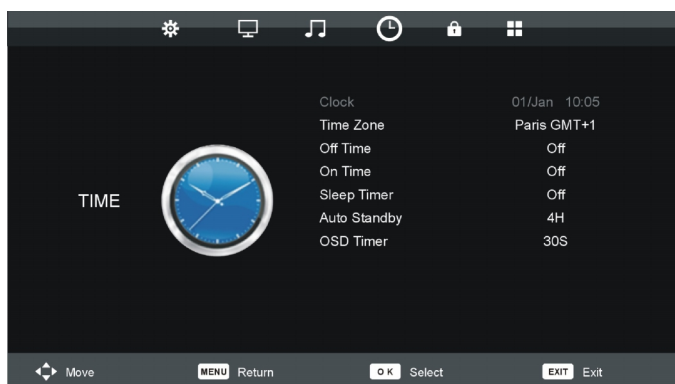 Clock 01/Jan 10:05
Time Zone Paris GMT+1
Off Time Off
On Time Off
TIME
Sleep Timer Off
Auto Standby 4H
OSD Timer 30S
Move MENU Return OK Select EXIT Exit